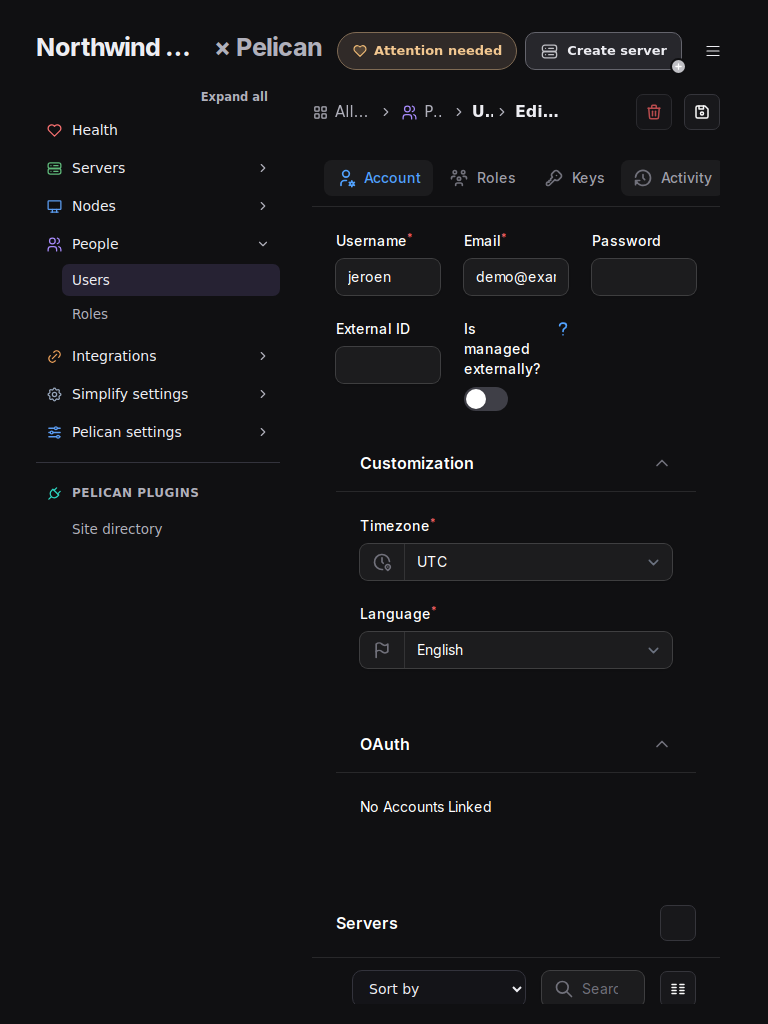 Northwind ... × Pelican
Attention needed
Create server
Expand all
Health
Servers
Nodes
People
Users
Roles
Integrations
Simplify settings
Pelican settings
PELICAN PLUGINS
Site directory
All... > P.. > U.. > Edi...
Account Roles Keys Activity
Username* Email* Password
jeroen demo@exar
External ID Is managed externally? ?
Customization
Timezone*
UTC
Language*
English
OAuth
No Accounts Linked
Servers
Sort by Searc